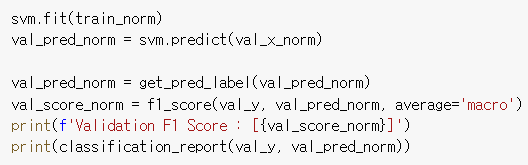 svm.fit(train_norm)
val_pred_norm = svm.predict(val_x_norm)
val_pred_norm = get_pred_label(val_pred_norm)
val_score_norm = f1_score(val_y, val_pred_norm, average='macro')
print(f'Validation F1 Score : [{val_score_norm}]')
print(classification_report(val_y, val_pred_norm))